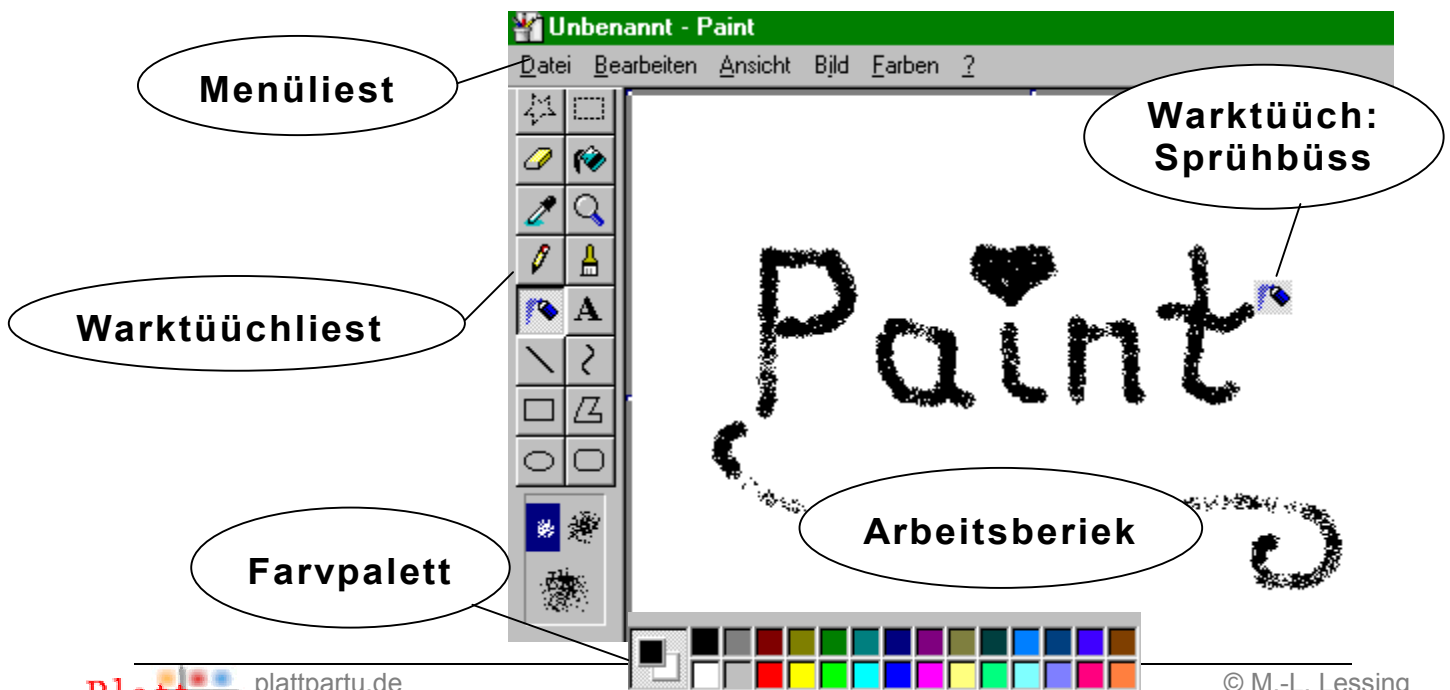 Unbenannt - Paint
Datei Bearbeiten Ansicht Bild Farben ?
Menüliest
Warktüüch:
Sprühbüss
A
Warktüüchliest
Paint
Arbeitsberiek
Farvpalett
plattpartu.de
© M.-L. Lessing